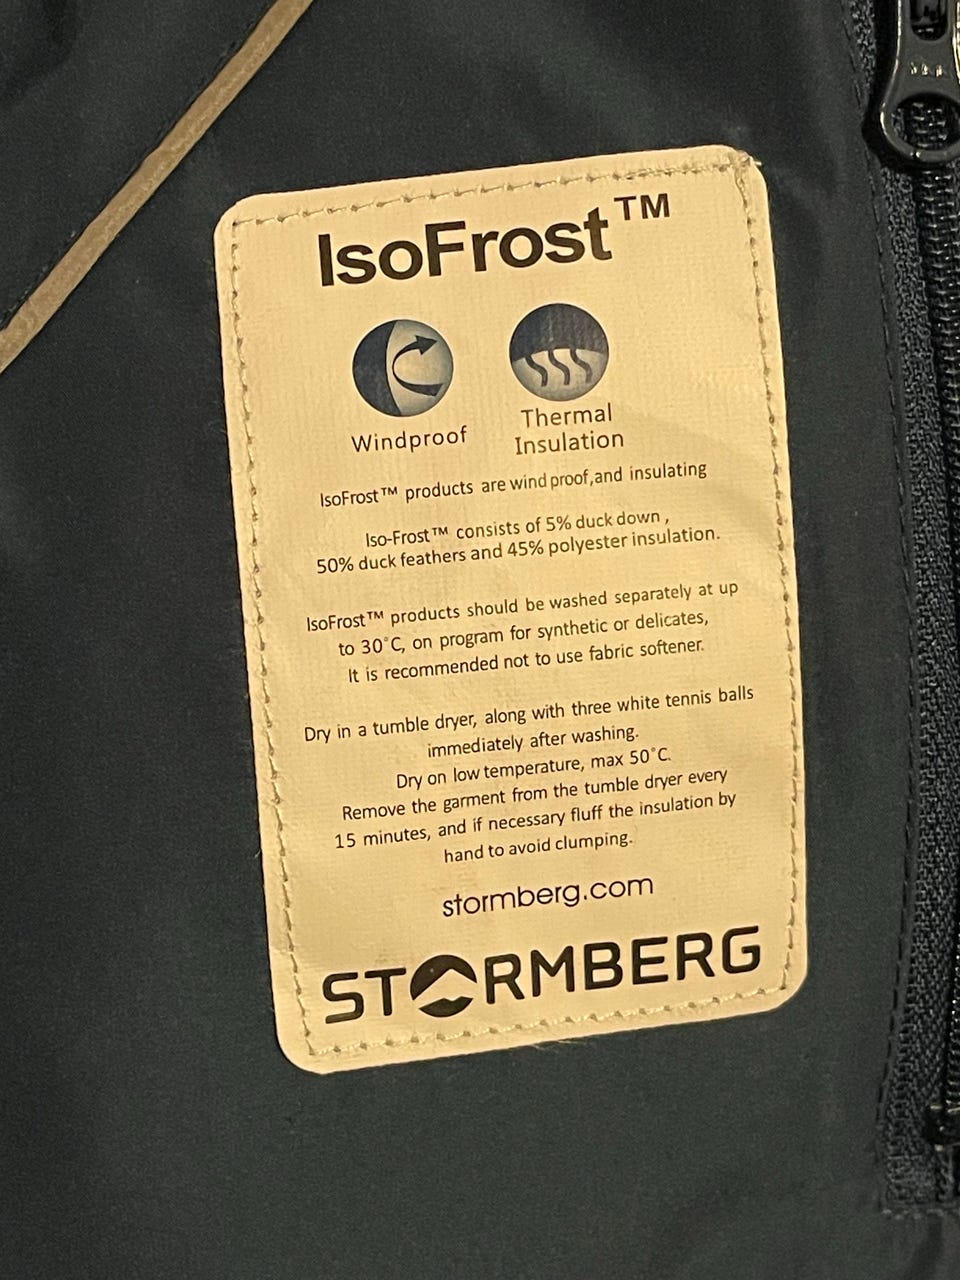 IsoFrost™
Windproof
Thermal
Insulation
IsoFrost™ products are wind proof,and insulating
Iso-Frost™ consists of 5% duck down ,
50% duck feathers and 45% polyester insulation.
IsoFrost™ products should be washed separately at up
to 30°C, on program for synthetic or delicates,
It is recommended not to use fabric softener.
Dry in a tumble dryer, along with three white tennis balls
immediately after washing.
Dry on low temperature, max 50°C.
Remove the garment from the tumble dryer every
15 minutes, and if necessary fluff the insulation by
hand to avoid clumping.
stormberg.com
STORMBERG